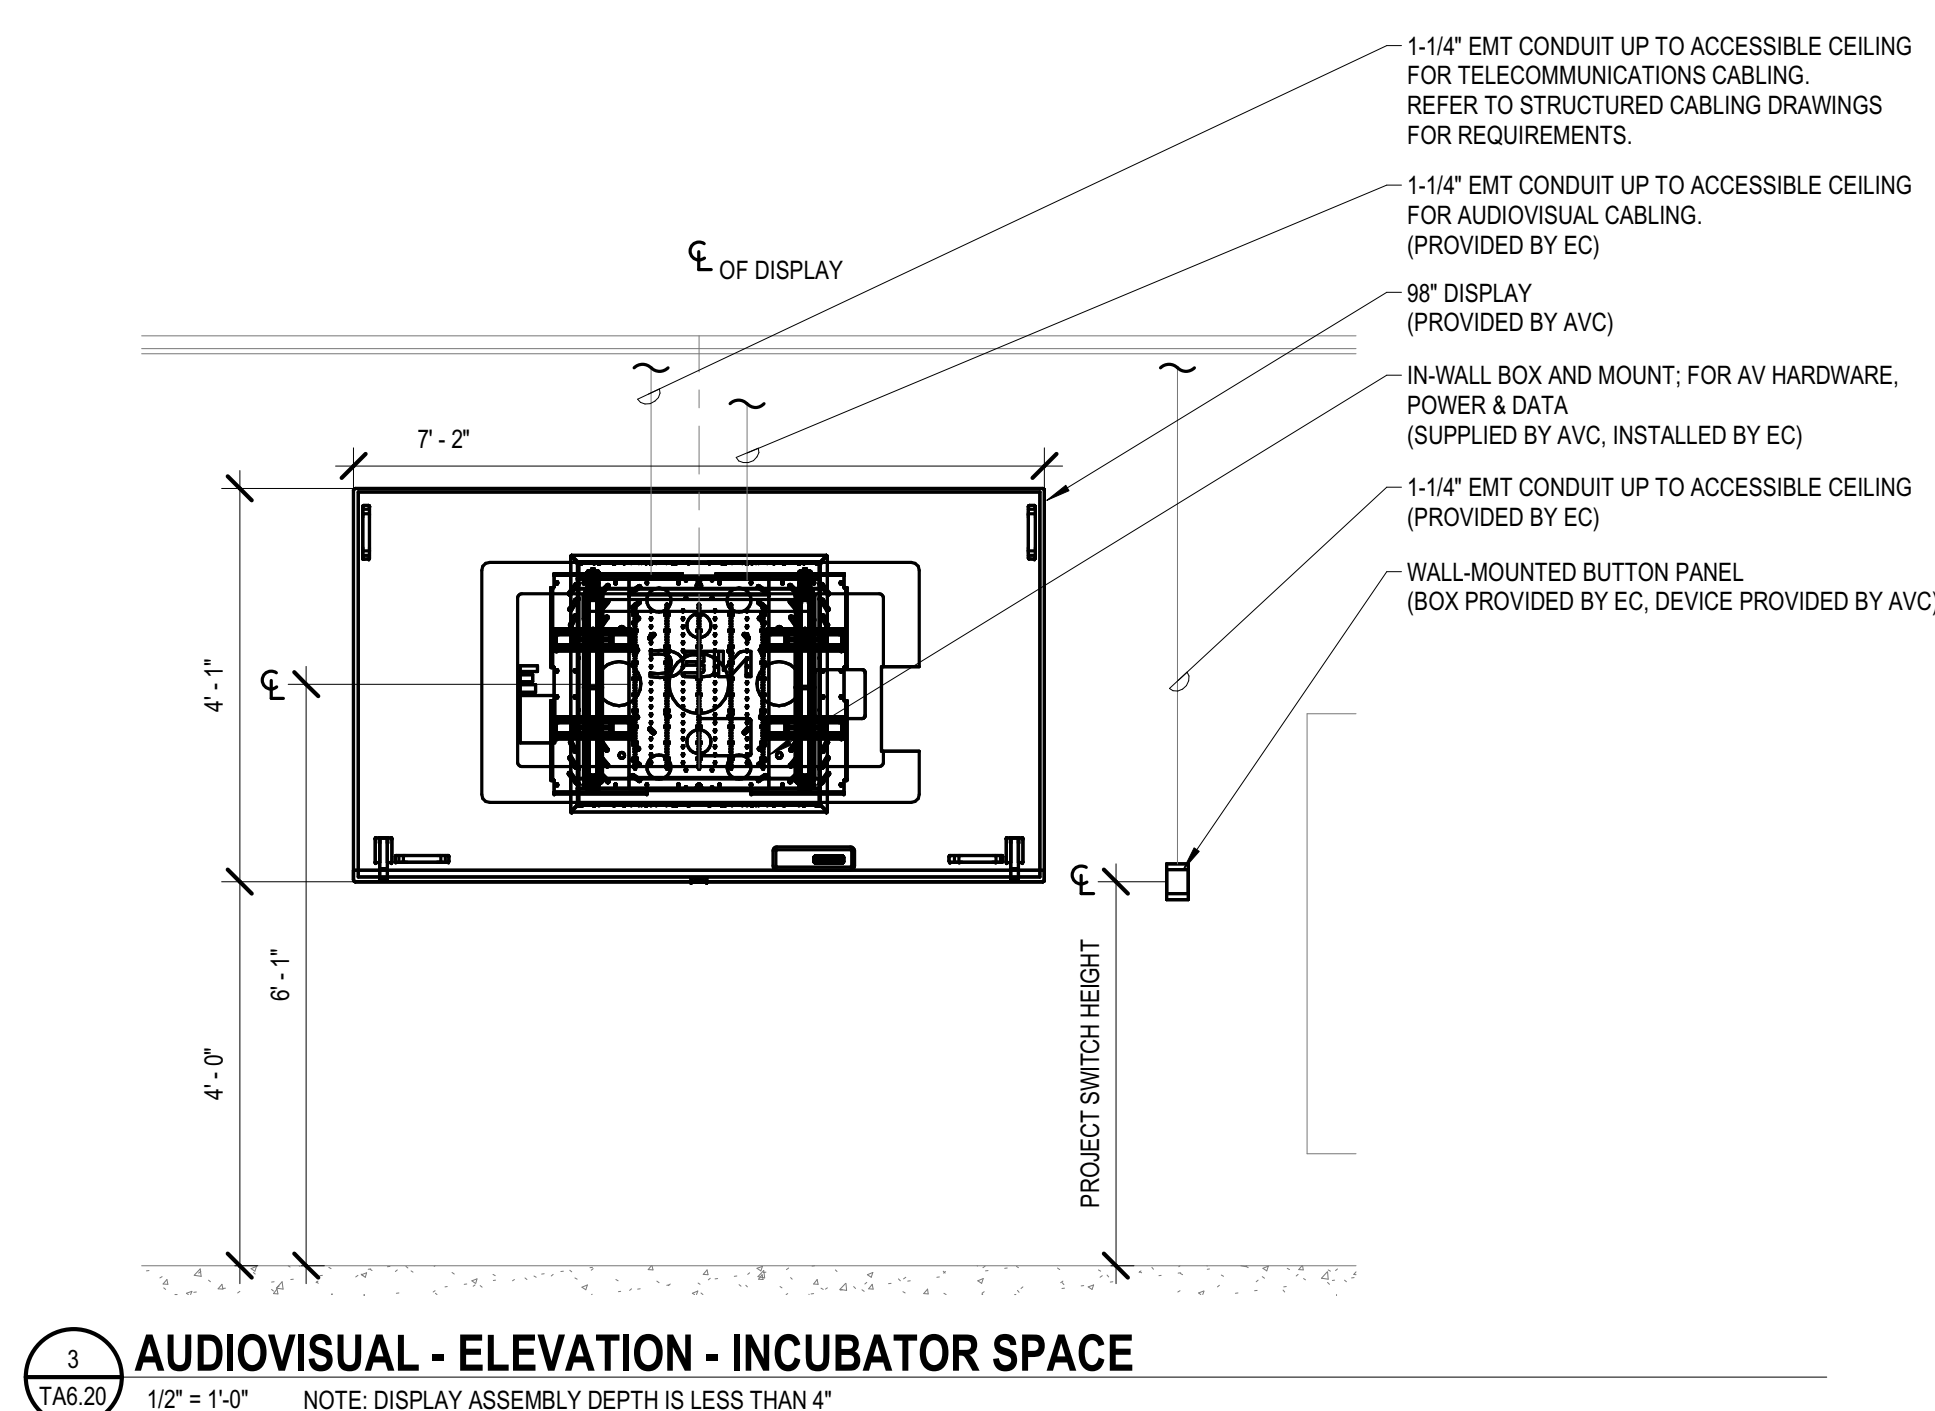 1-1/4" EMT CONDUIT UP TO ACCESSIBLE CEILING
FOR TELECOMMUNICATIONS CABLING.
REFER TO STRUCTURED CABLING DRAWINGS
FOR REQUIREMENTS.
1-1/4" EMT CONDUIT UP TO ACCESSIBLE CEILING
FOR AUDIOVISUAL CABLING.
(PROVIDED BY EC)
℄ OF DISPLAY
98" DISPLAY
(PROVIDED BY AVC)
IN-WALL BOX AND MOUNT; FOR AV HARDWARE,
POWER & DATA
(SUPPLIED BY AVC, INSTALLED BY EC)
7' - 2"
1-1/4" EMT CONDUIT UP TO ACCESSIBLE CEILING
(PROVIDED BY EC)
WALL-MOUNTED BUTTON PANEL
(BOX PROVIDED BY EC, DEVICE PROVIDED BY AVC)
4' - 1"
℄
NEC
℄
6' - 1"
4' - 0"
PROJECT SWITCH HEIGHT
3
TA6.20
AUDIOVISUAL - ELEVATION - INCUBATOR SPACE
1/2" = 1'-0"
NOTE: DISPLAY ASSEMBLY DEPTH IS LESS THAN 4"